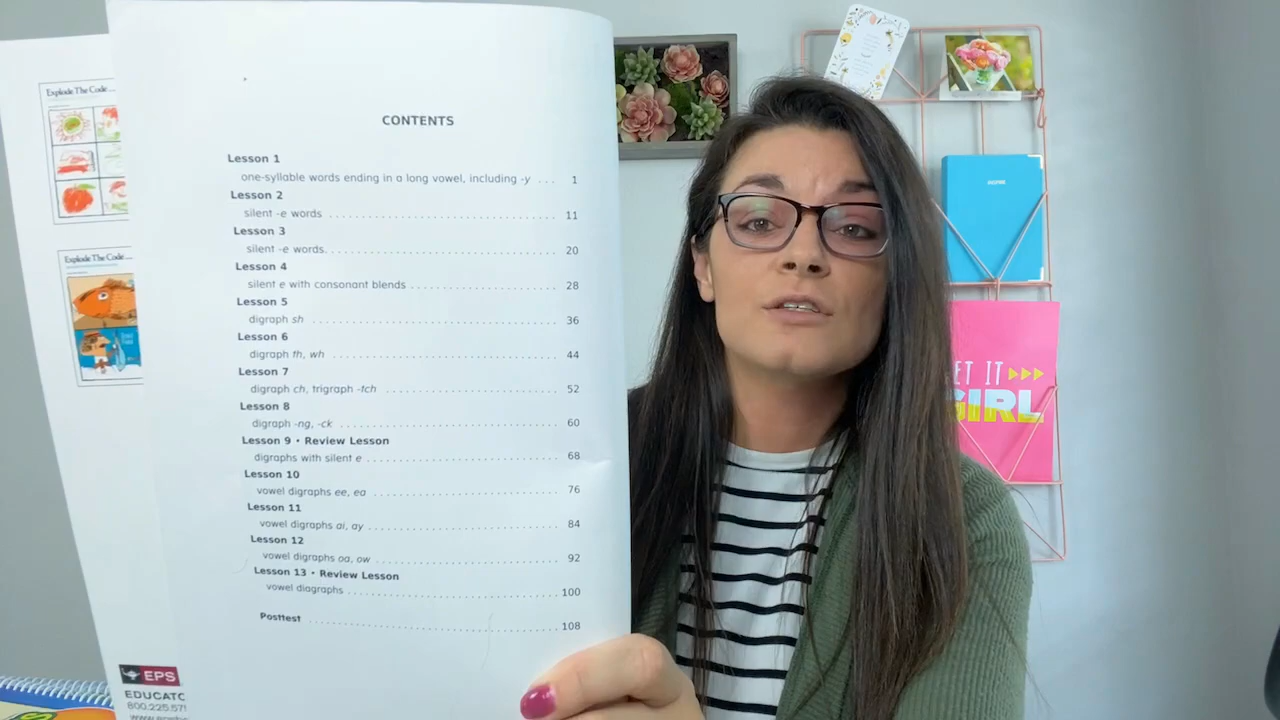 Explode The Code
Explode The Code
EPS
EDUCATO
800.225.571
CONTENTS
Lesson 1
one-syllable words ending in a long vowel, including -y ... 1
Lesson 2
silent -e words 11
Lesson 3
silent -e words. 20
Lesson 4
silent e with consonant blends 28
Lesson 5
digraph sh 36
Lesson 6
digraph th, wh 44
Lesson 7
digraph ch, trigraph -tch 52
Lesson 8
digraph -ng, -ck 60
Lesson 9 • Review Lesson
digraphs with silent e 68
Lesson 10
vowel digraphs ee, ea 76
Lesson 11
vowel digraphs ai, ay 84
Lesson 12
vowel digraphs oa, ow 92
Lesson 13 • Review Lesson
vowel diagraphs 100
Posttest 108
ET IT
GIRL